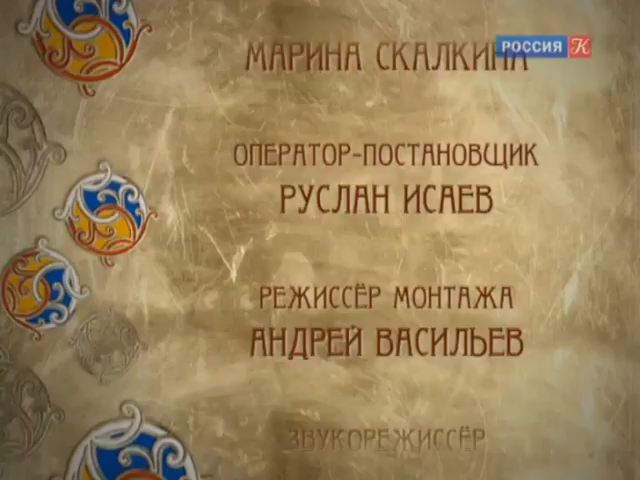 РОССИЯ К
МАРИНА СКАЛКИНА
ОПЕРАТОР-ПОСТАНОВЩИК
РУСЛАН ИСАЕВ
РЕЖИССЁР МОНТАЖА
АНДРЕЙ ВАСИЛЬЕВ
ЗВУКОРЕЖИССЁР